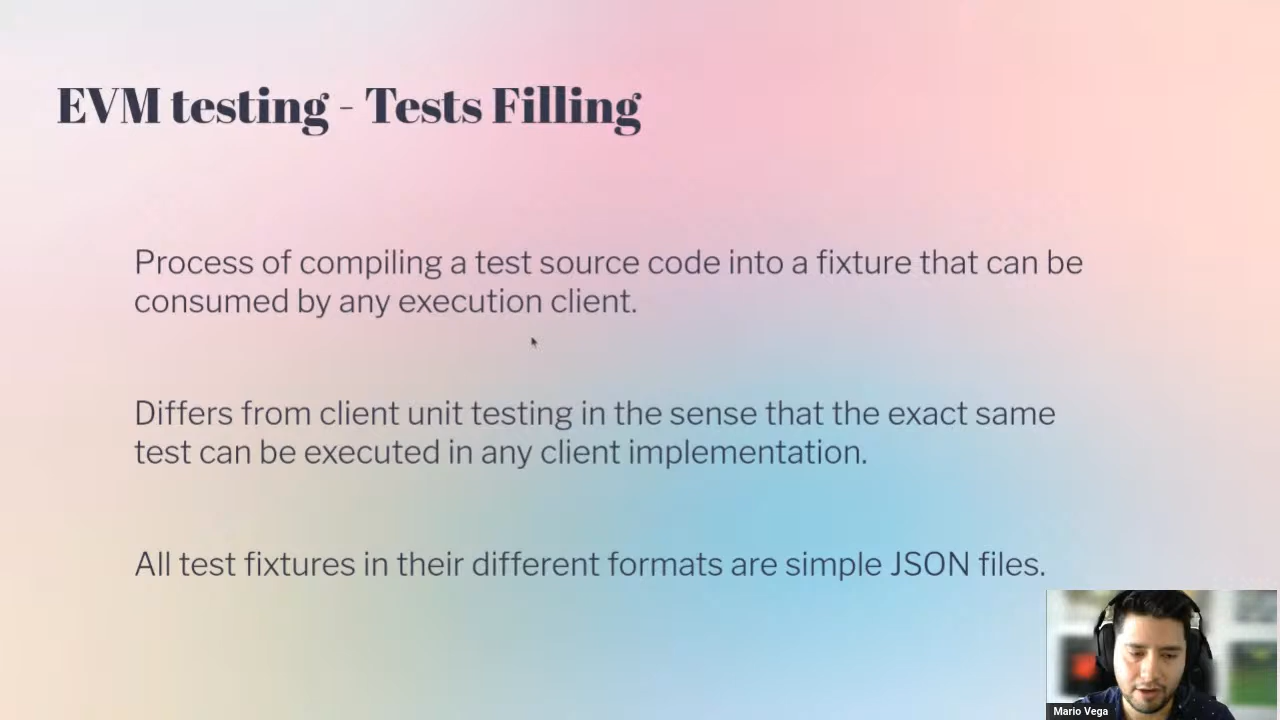 EVM testing - Tests Filling
Process of compiling a test source code into a fixture that can be
consumed by any execution client.
Differs from client unit testing in the sense that the exact same
test can be executed in any client implementation.
All test fixtures in their different formats are simple JSON files.
Mario Vega